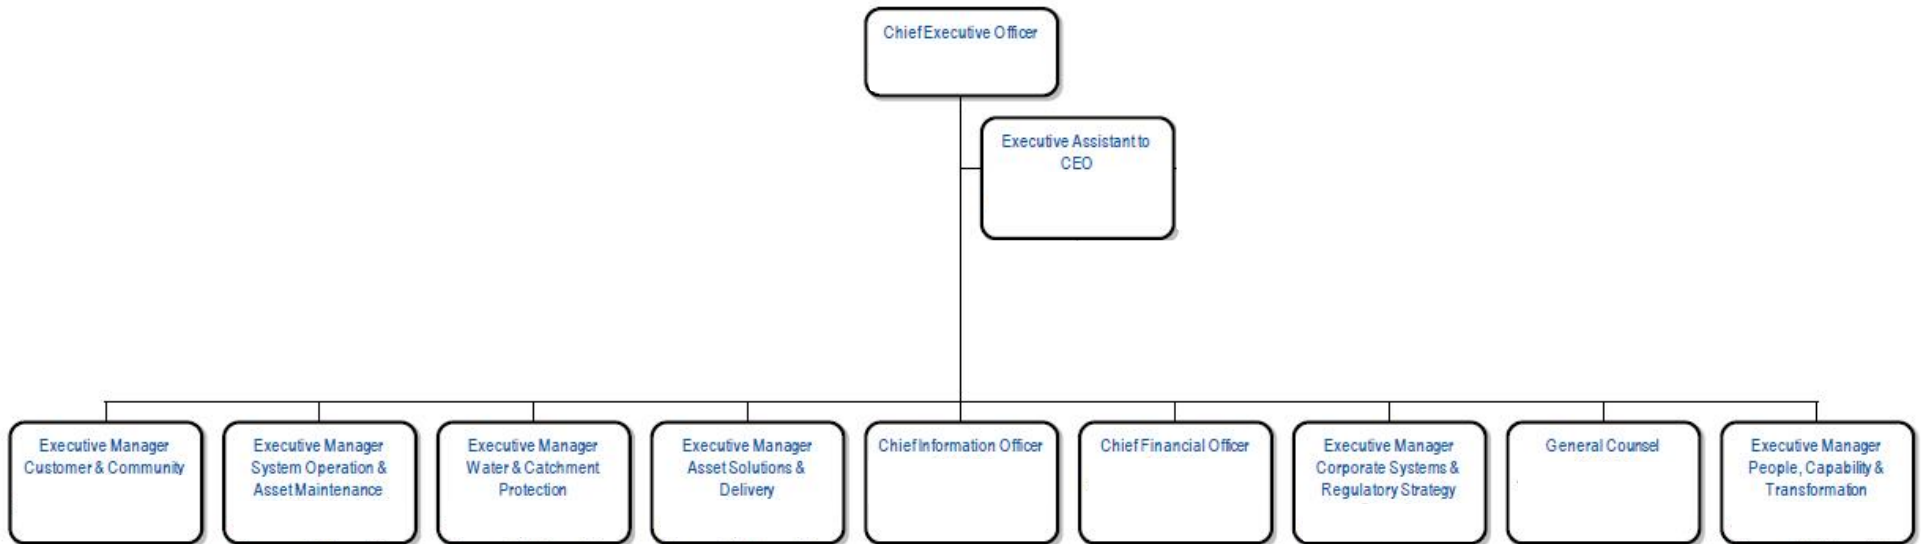 Chief Executive Officer
Executive Assistant to
CEO
Executive Manager
Customer & Community
Executive Manager
System Operation &
Asset Maintenance
Executive Manager
Water & Catchment
Protection
Executive Manager
Asset Solutions &
Delivery
Chief Information Officer
Chief Financial Officer
Executive Manager
Corporate Systems &
Regulatory Strategy
General Counsel
Executive Manager
People, Capability &
Transformation